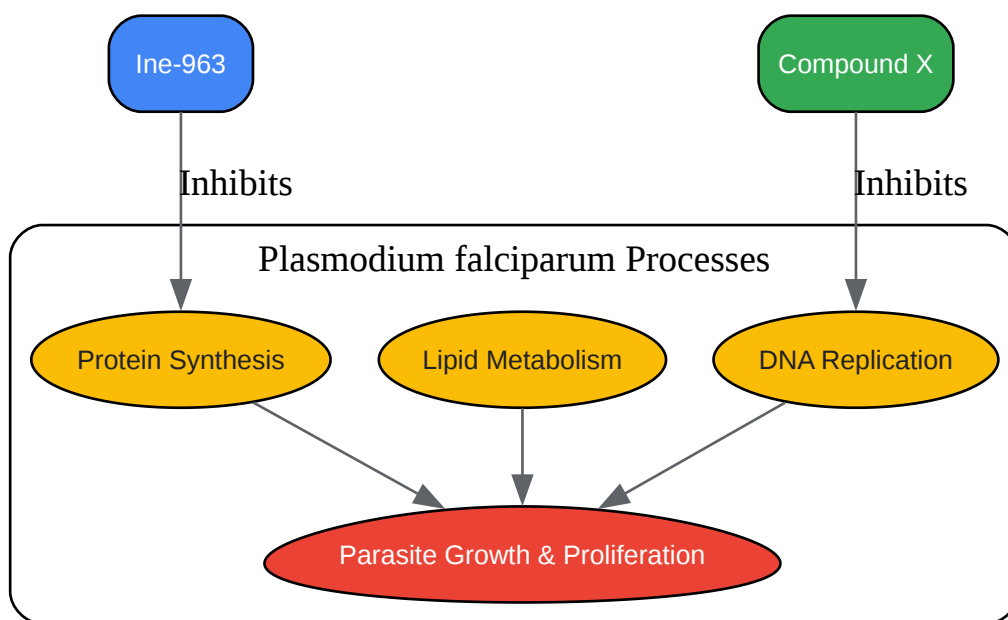 Ine-963
Compound X
Inhibits
Inhibits
Plasmodium falciparum Processes
Protein Synthesis
Lipid Metabolism
DNA Replication
Parasite Growth & Proliferation